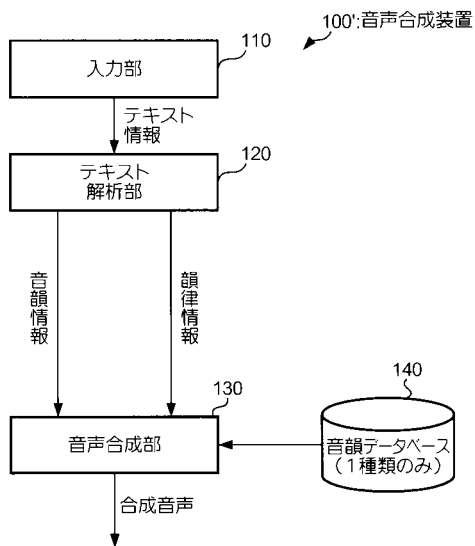 100':音声合成装置
110
入力部
テキスト
情報
120
テキスト
解析部
音韻情報
韻律情報
130
音声合成部
140
音韻データベース
(1種類のみ)
合成音声